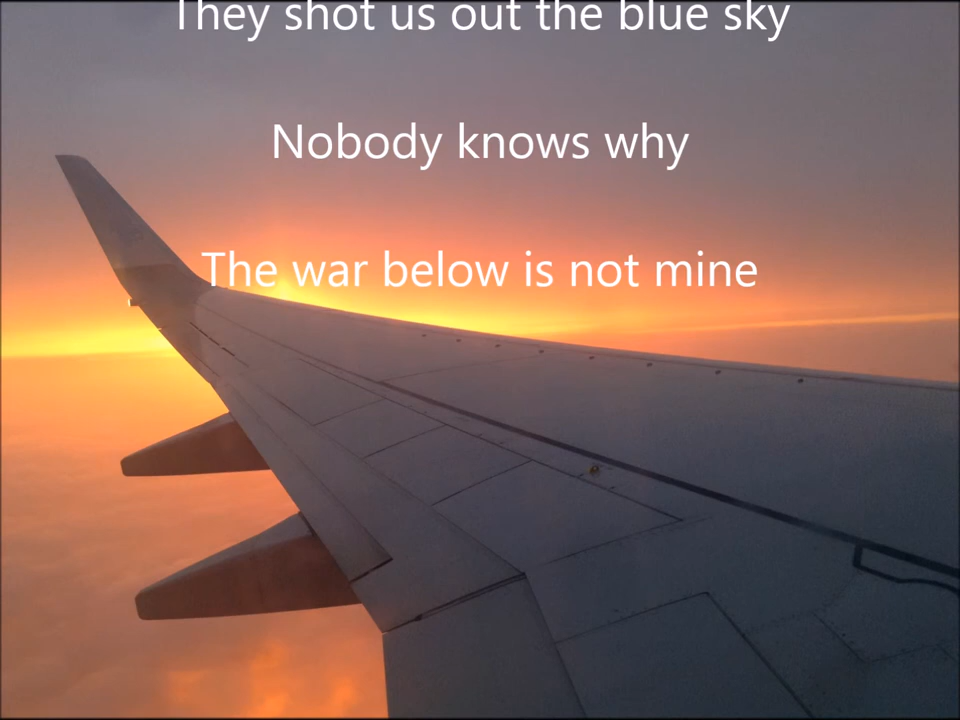 They shot us out the blue sky
Nobody knows why
The war below is not mine